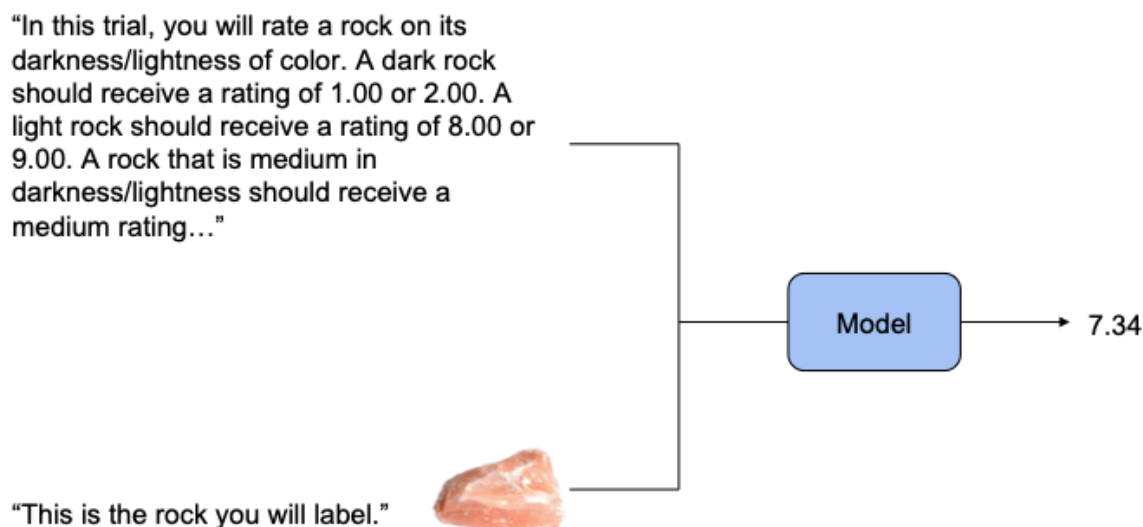 “In this trial, you will rate a rock on its
darkness/lightness of color. A dark rock
should receive a rating of 1.00 or 2.00. A
light rock should receive a rating of 8.00 or
9.00. A rock that is medium in
darkness/lightness should receive a
medium rating…”
Model
7.34
“This is the rock you will label.”